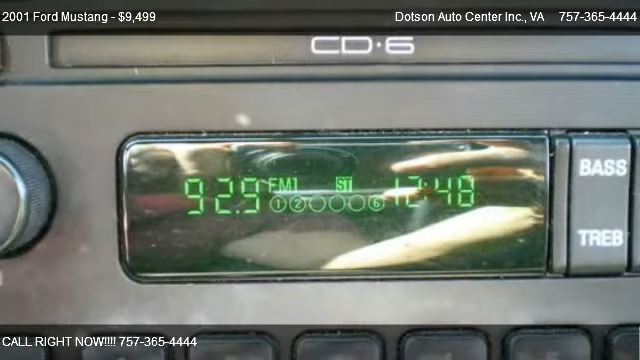 2001 Ford Mustang - $9,499 Dotson Auto Center Inc., VA 757-365-4444
CD·6
92.9 FM1 ST 12:48
1 2 6
BASS
TREB
CALL RIGHT NOW!!!! 757-365-4444